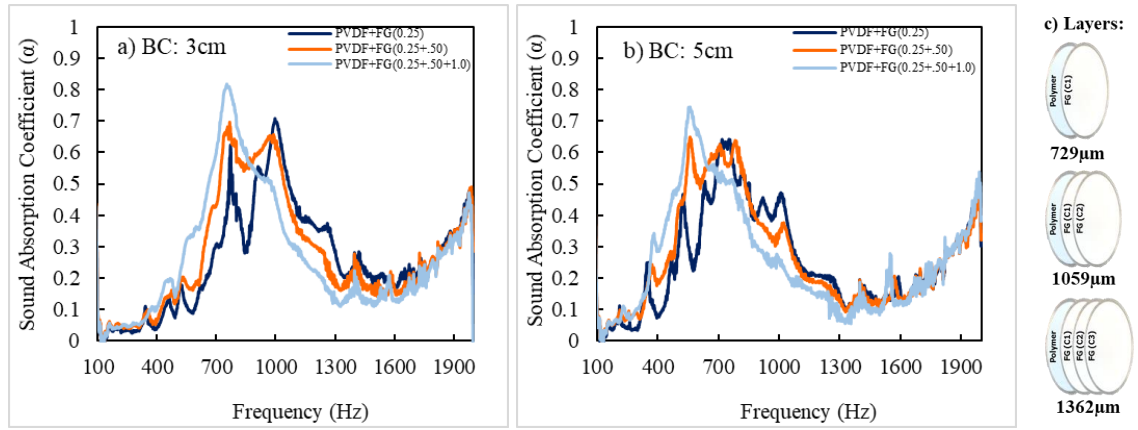 a) BC: 3cm
PVDF+FG(0.25)
PVDF+FG(0.25+.50)
PVDF+FG(0.25+.50+1.0)
Sound Absorption Coefficient (α)
1
0.9
0.8
0.7
0.6
0.5
0.4
0.3
0.2
0.1
0
100 400 700 1000 1300 1600 1900
Frequency (Hz)
b) BC: 5cm
PVDF+FG(0.25)
PVDF+FG(0.25+.50)
PVDF+FG(0.25+.50+1.0)
Sound Absorption Coefficient (α)
1
0.9
0.8
0.7
0.6
0.5
0.4
0.3
0.2
0.1
0
100 400 700 1000 1300 1600 1900
Frequency (Hz)
c) Layers:
Polymer
FG (C1)
729μm
Polymer
FG (C1)
FG (C2)
1059μm
Polymer
FG (C1)
FG (C2)
FG (C3)
1362μm